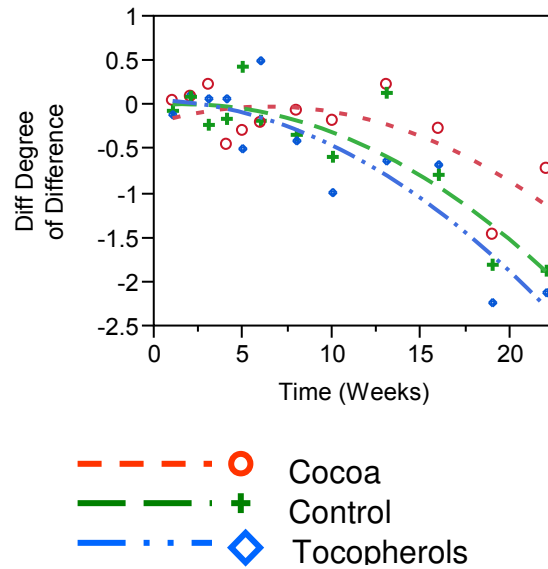 1
0.5
0
-0.5
-1
-1.5
-2
-2.5
Diff Degree
of Difference
0 5 10 15 20
Time (Weeks)
Cocoa
Control
Tocopherols